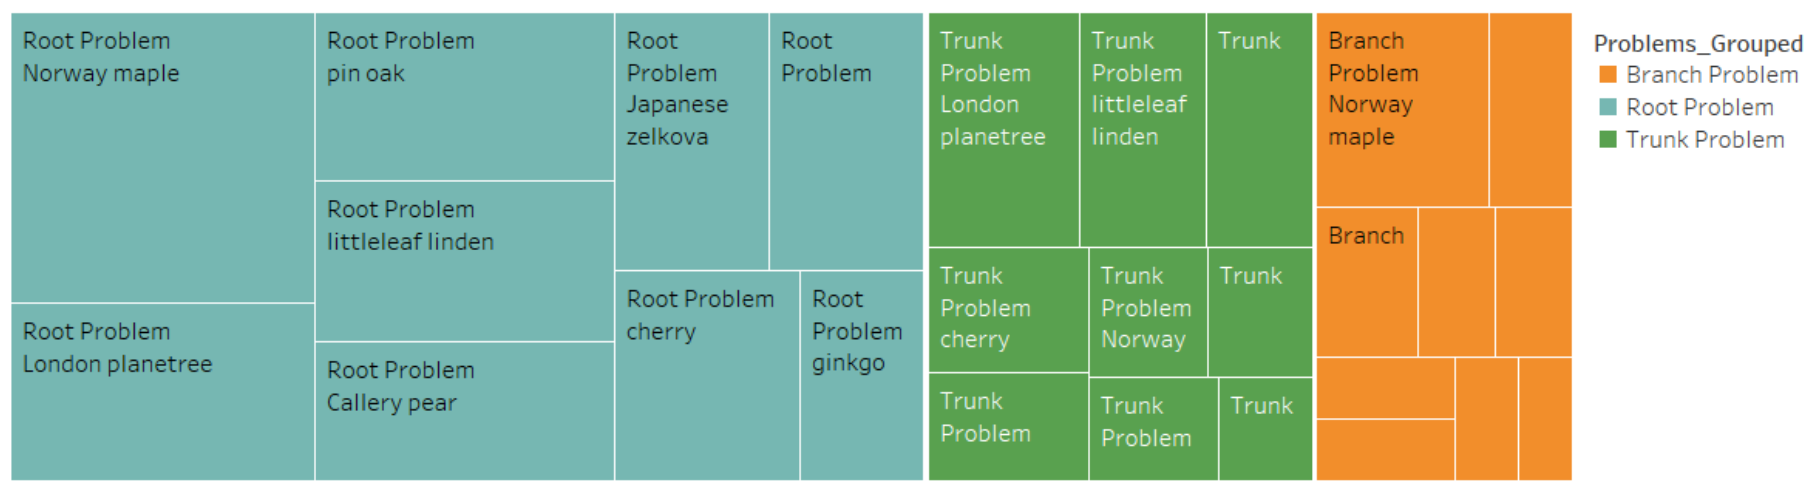 Root Problem
Norway maple
Root Problem
London planetree
Root Problem
pin oak
Root Problem
littleleaf linden
Root Problem
Callery pear
Root
Problem
Japanese
zelkova
Root
Problem
Root Problem
cherry
Root
Problem
ginkgo
Trunk
Problem
London
planetree
Trunk
Problem
littleleaf
linden
Trunk
Trunk
Problem
cherry
Trunk
Problem
Norway
Trunk
Trunk
Problem
Trunk
Problem
Trunk
Branch
Problem
Norway
maple
Branch
Problems_Grouped
Branch Problem
Root Problem
Trunk Problem